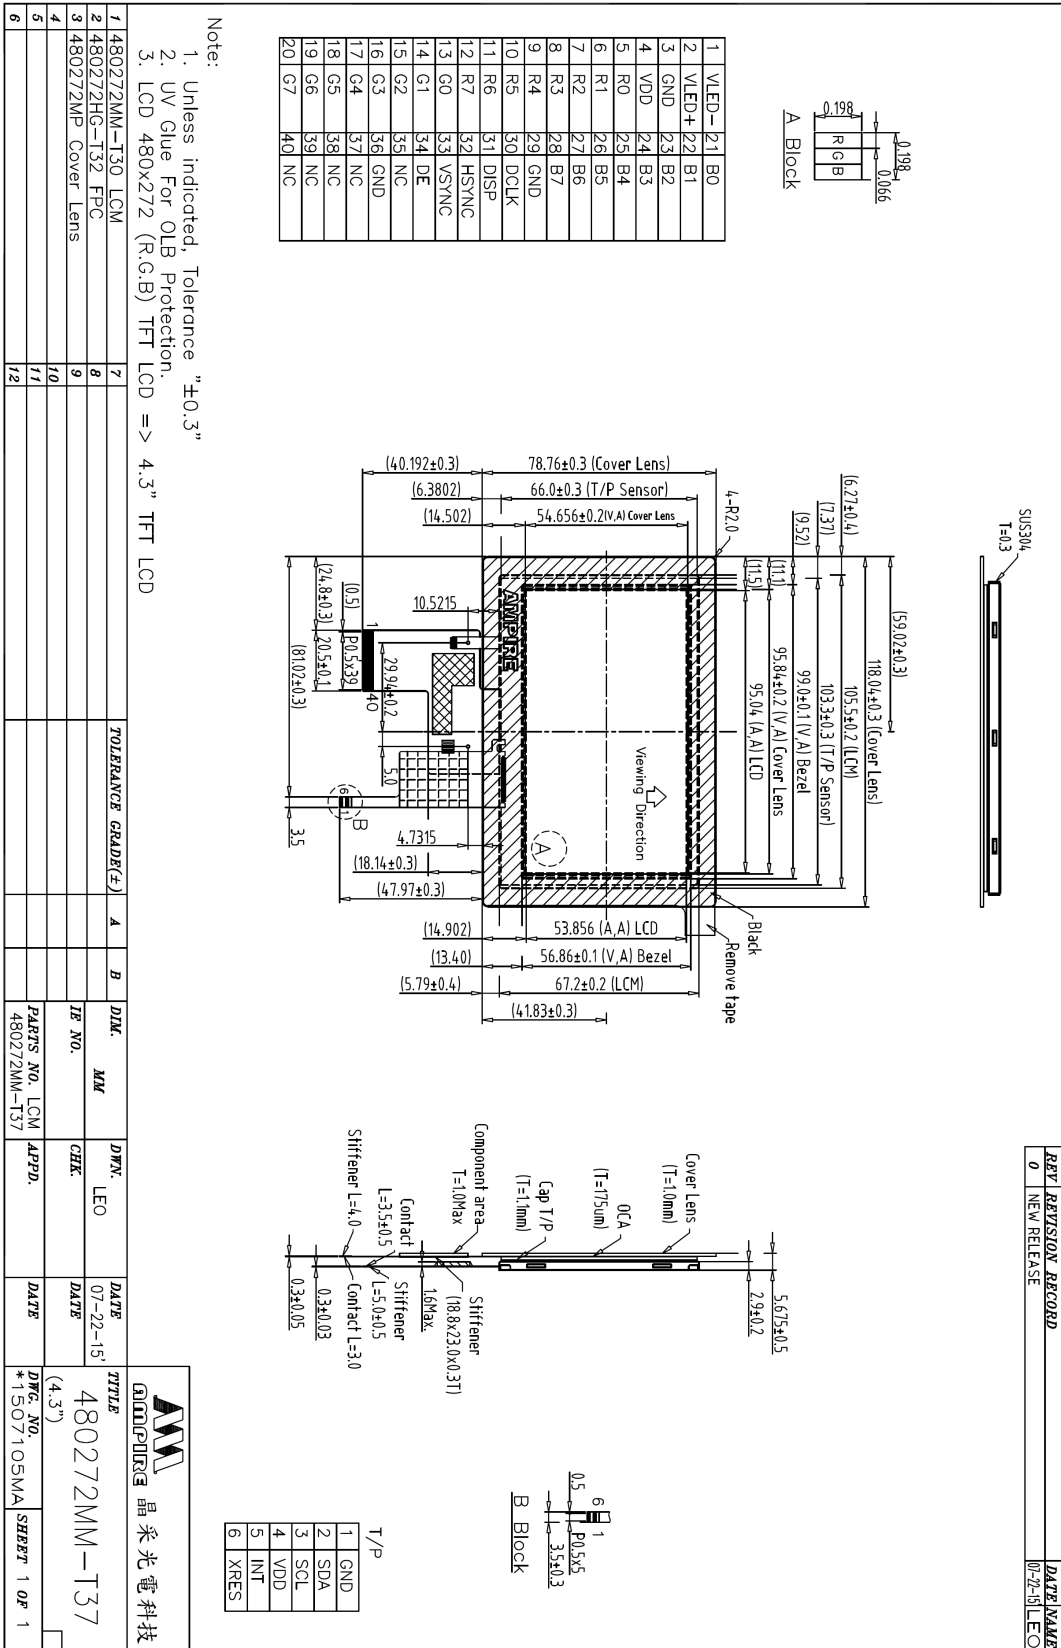 REV REVISION RECORD DATE NAME
0 NEW RELEASE 07-22-15' LEO
SUS304
T=0.3
0.198
0.066
0.198
R G B
A Block
1 VLED- 21 B0
2 VLED+ 22 B1
3 GND 23 B2
4 VDD 24 B3
5 R0 25 B4
6 R1 26 B5
7 R2 27 B6
8 R3 28 B7
9 R4 29 GND
10 R5 30 DCLK
11 R6 31 DISP
12 R7 32 HSYNC
13 G0 33 VSYNC
14 G1 34 DE
15 G2 35 NC
16 G3 36 GND
17 G4 37 NC
18 G5 38 NC
19 G6 39 NC
20 G7 40 NC
(59.02±0.3)
118.04±0.3 (Cover Lens)
105.5±0.2 (LCM)
103.3±0.3 (T/P Sensor)
99.0±0.1 (V,A) Bezel
95.84±0.2 (V,A) Cover Lens
95.04 (A,A) LCD
(6.27±0.4)
(7.37)
(9.52)
(11.1)
(11.5)
4-R2.0
78.76±0.3 (Cover Lens)
66.0±0.3 (T/P Sensor)
54.656±0.2(V,A) Cover Lens
(40.192±0.3)
(6.3802)
(14.502)
Viewing Direction
A
AMPIRE
Black
Remove tape
53.856 (A,A) LCD
56.86±0.1 (V,A) Bezel
67.2±0.2 (LCM)
(41.83±0.3)
(14.902)
(13.40)
(5.79±0.4)
10.5215
4.7315
(18.14±0.3)
(47.97±0.3)
1
40
6 1
B
29.94±0.2
5.0
(0.5) P0.5x39
(24.8±0.3) 20.5±0.1
(81.02±0.3)
3.5
Cover Lens
(T=1.0mm)
OCA
(T=175um)
Cap T/P
(T=1.1mm)
Component area
T=1.0Max
Contact
L=3.5±0.5
Stiffener L=4.0
5.675±0.5
2.9±0.2
Stiffener
(18.8x23.0x0.3T)
1.6Max.
Stiffener
L=5.0±0.5
0.3±0.03
Contact L=3.0
0.3±0.05
6 1
0.5 P0.5x5
3.5±0.3
B Block
T/P
1 GND
2 SDA
3 SCL
4 VDD
5 INT
6 XRES
Note:
1. Unless indicated, Tolerance "±0.3"
2. UV Glue For OLB Protection.
3. LCD 480x272 (R.G.B) TFT LCD => 4.3" TFT LCD
AMPIRE 晶采光電科技
1 480272MM-T30 LCM 7 TOLERANCE GRADE(±) A B
2 480272HG-T32 FPC 8
3 480272MP Cover Lens 9
4 10
5 11
6 12
DIM. MM
DWN. LEO
DATE 07-22-15'
TITLE
480272MM-T37
(4.3")
IE NO.
CHK.
DATE
PARTS NO. LCM
480272MM-T37
APPD.
DATE
DWG. NO.
*1507105MA
SHEET 1 OF 1